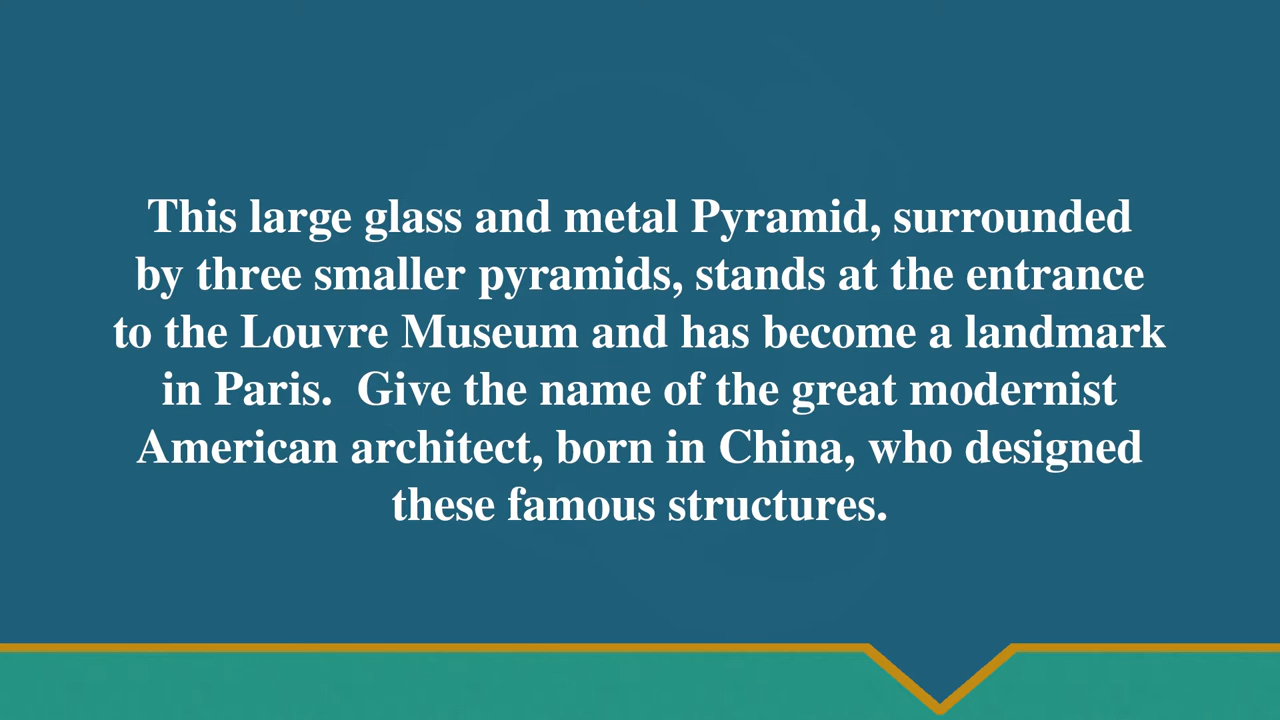 This large glass and metal Pyramid, surrounded
by three smaller pyramids, stands at the entrance
to the Louvre Museum and has become a landmark
in Paris.  Give the name of the great modernist
American architect, born in China, who designed
these famous structures.